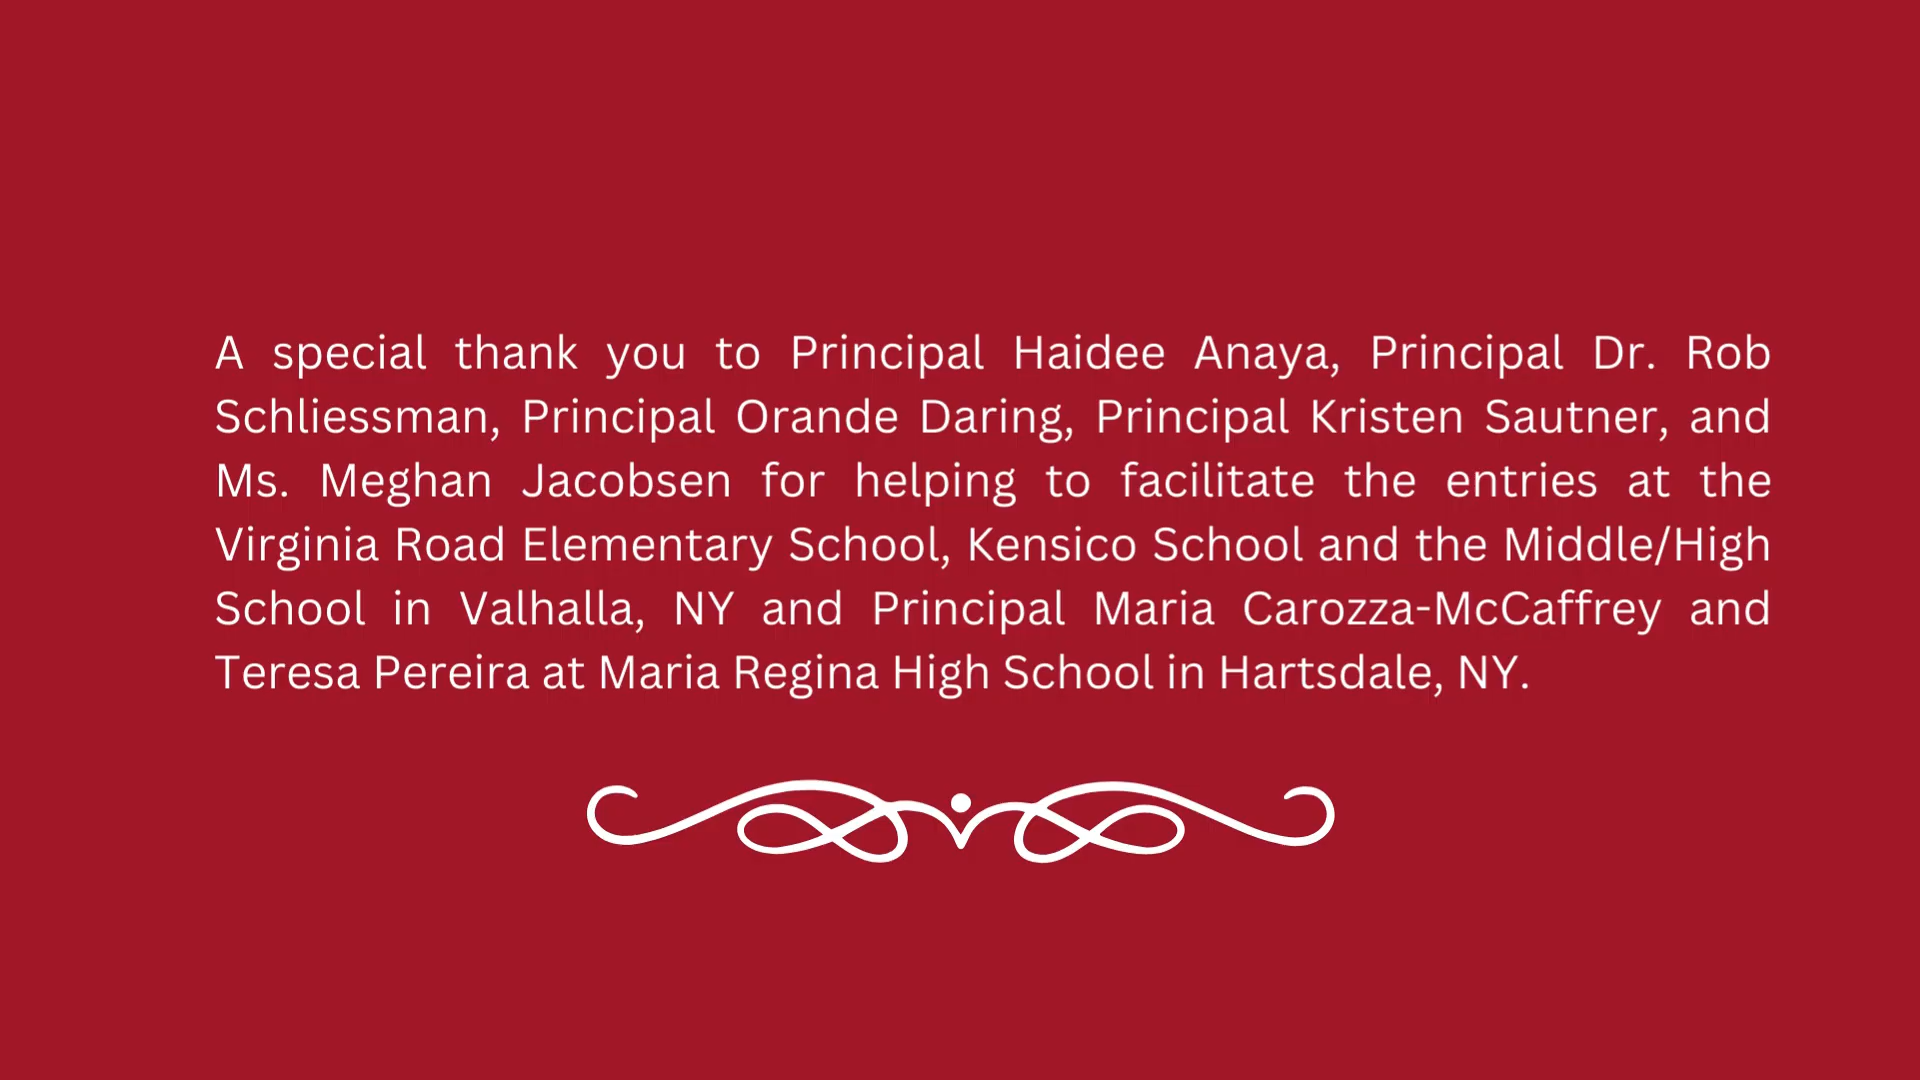 A special thank you to Principal Haidee Anaya, Principal Dr. Rob
Schliessman, Principal Orande Daring, Principal Kristen Sautner, and
Ms. Meghan Jacobsen for helping to facilitate the entries at the
Virginia Road Elementary School, Kensico School and the Middle/High
School in Valhalla, NY and Principal Maria Carozza-McCaffrey and
Teresa Pereira at Maria Regina High School in Hartsdale, NY.